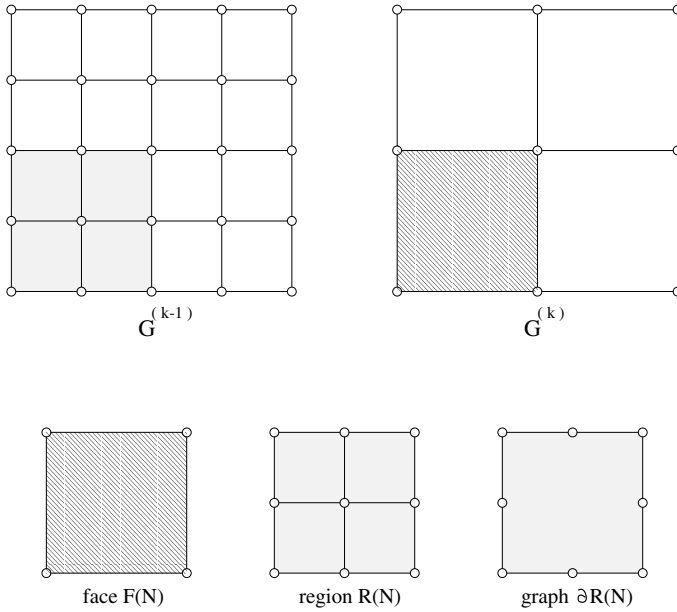 G^( k-1 )
G^( k )
face F(N)
region R(N)
graph ∂R(N)